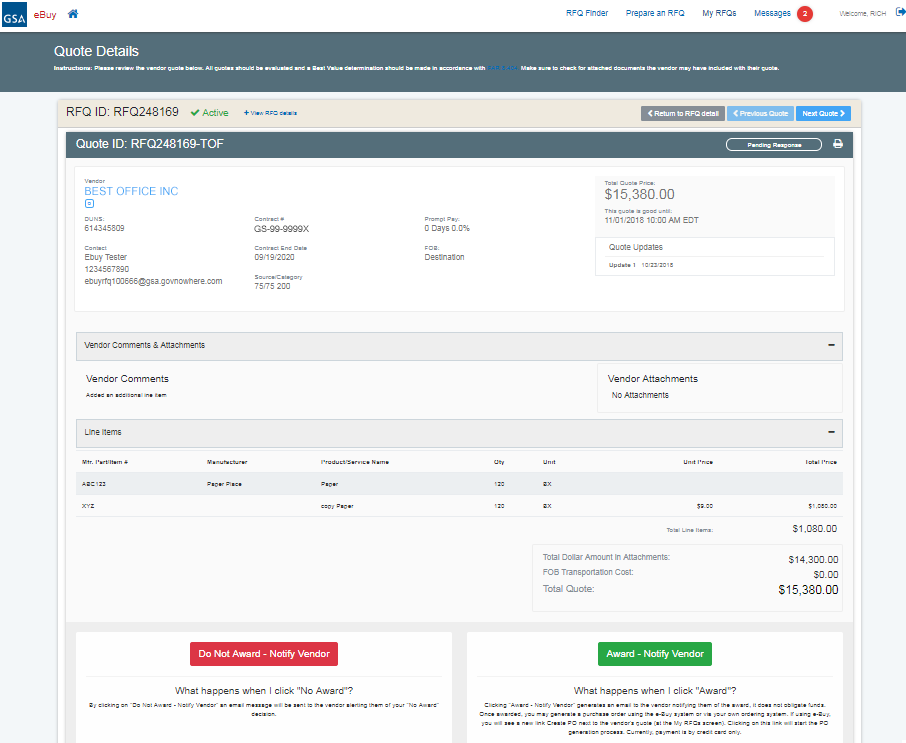 GSA eBuy RFQ Finder Prepare an RFQ My RFQs Messages 2 Welcome, RICH
Quote Details
Instructions: Please review the vendor quote below. All quotes should be evaluated and a Best Value determination should be made in accordance with Make sure to check for attached documents the vendor may have included with their quote.
RFQ ID: RFQ248169 Active + View RFQ details Return to RFQ detail Previous Quote Next Quote
Quote ID: RFQ248169-TOF Pending Response
Vendor
BEST OFFICE INC
DUNS:
614345809
Contact
Ebuy Tester
1234567890
ebuyrfq100666@gsa.govnowhere.com
Contract #
GS-99-9999X
Contract End Date
09/19/2020
Source/Category
75/75 200
Prompt Pay:
0 Days 0.0%
FOB:
Destination
Total Quote Price:
$15,380.00
This quote is good until:
11/01/2018 10:00 AM EDT
Quote Updates
Update 1 10/23/2018
Vendor Comments & Attachments −
Vendor Comments
Added an additional line item
Vendor Attachments
No Attachments
Line Items −
Mfr. Part/Item # Manufacturer Product/Service Name Qty Unit Unit Price Total Price
ABC123 Paper Place Paper 120 BX
XYZ copy Paper 120 BX $9.00 $1,080.00
Total Line Items: $1,080.00
Total Dollar Amount in Attachments: $14,300.00
FOB Transportation Cost: $0.00
Total Quote: $15,380.00
Do Not Award - Notify Vendor
What happens when I click "No Award"?
By clicking on "Do Not Award - Notify Vendor" an email message will be sent to the vendor alerting them of your "No Award"
decision.
Award - Notify Vendor
What happens when I click "Award"?
Clicking "Award - Notify Vendor" generates an email to the vendor notifying them of the award, it does not obligate funds.
Once awarded, you may generate a purchase order using the e-Buy system or via your own ordering system. If using e-Buy,
you will see a new link Create PO next to the vendor's quote (at the My RFQs screen). Clicking on this link will start the PO
generation process. Currently, payment is by credit card only.